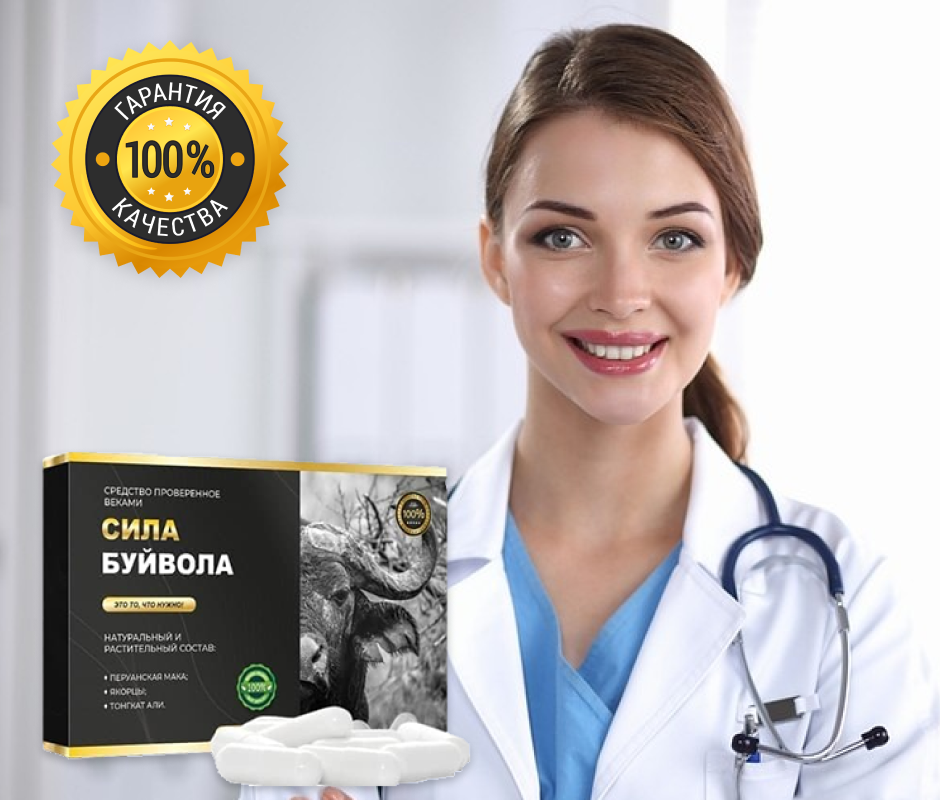 ГАРАНТИЯ
100%
КАЧЕСТВА
СРЕДСТВО ПРОВЕРЕННОЕ
ВЕКАМИ
СИЛА
БУЙВОЛА
ЭТО ТО, ЧТО НУЖНО!
НАТУРАЛЬНЫЙ И
РАСТИТЕЛЬНЫЙ СОСТАВ:
♦ ПЕРУАНСКАЯ МАКА;
♦ ЯКОРЦЫ;
♦ ТОНГКАТ АЛИ.
100%
100%